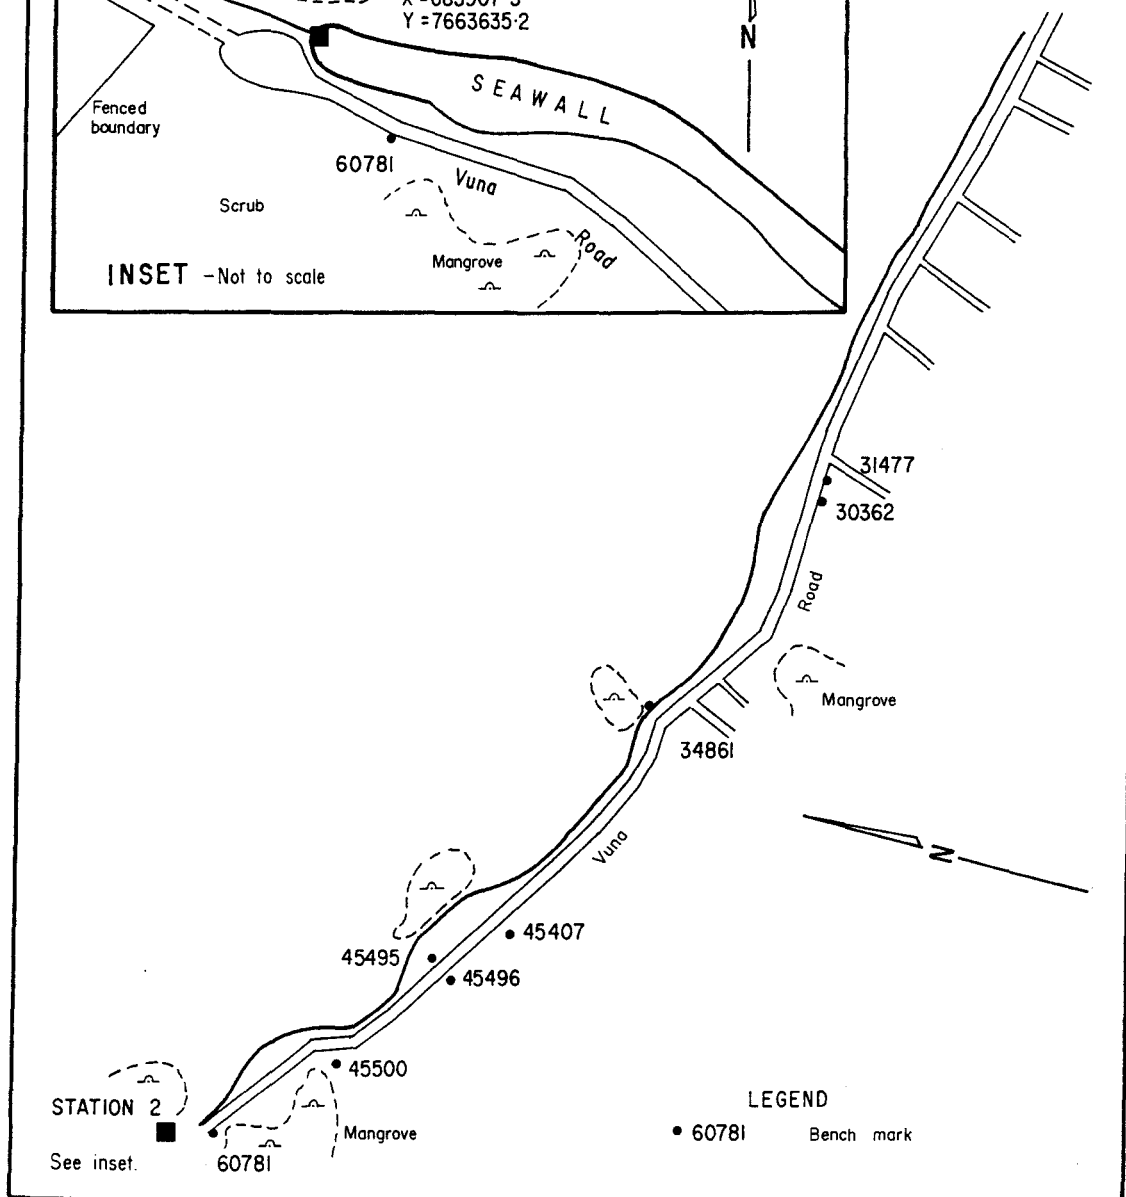 Y = 7663635·2
N
SEAWALL
Fenced
boundary
60781
Vuna
Road
Scrub
Mangrove
INSET - Not to scale
31477
30362
Road
Mangrove
34861
Vuna
N
45407
45495
45496
45500
STATION 2
See inset.
60781
Mangrove
LEGEND
60781 Bench mark